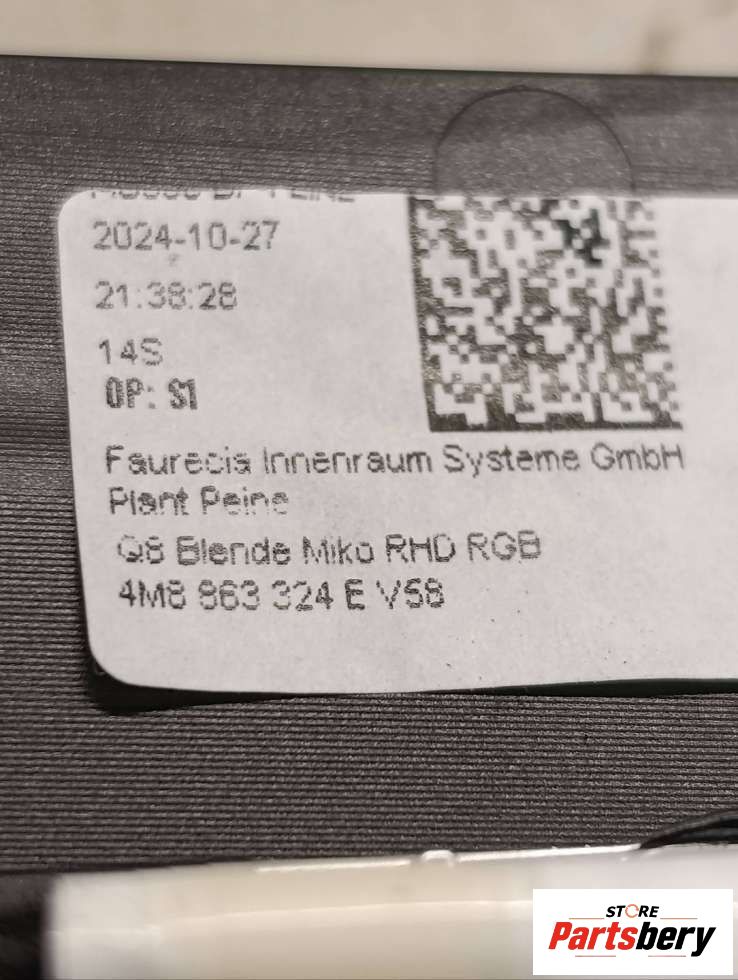 2024-10-27
21:38:28
14S
OP: S1
Faurecia Innenraum Systeme GmbH
Plant Peine
Q8 Blende Miko RHD RGB
4M8 863 324 E V58
STORE
Partsbery